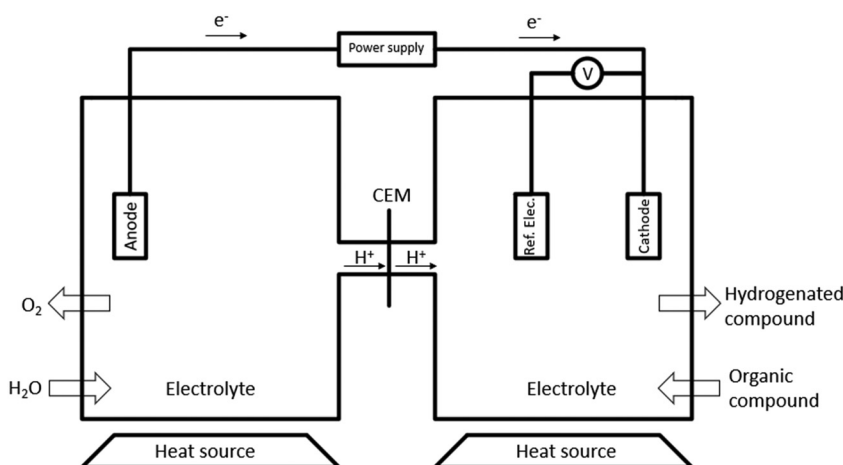 e⁻
e⁻
Power supply
V
CEM
Anode
Ref. Elec.
Cathode
H⁺
H⁺
O₂
Hydrogenated
compound
H₂O
Electrolyte
Electrolyte
Organic
compound
Heat source
Heat source